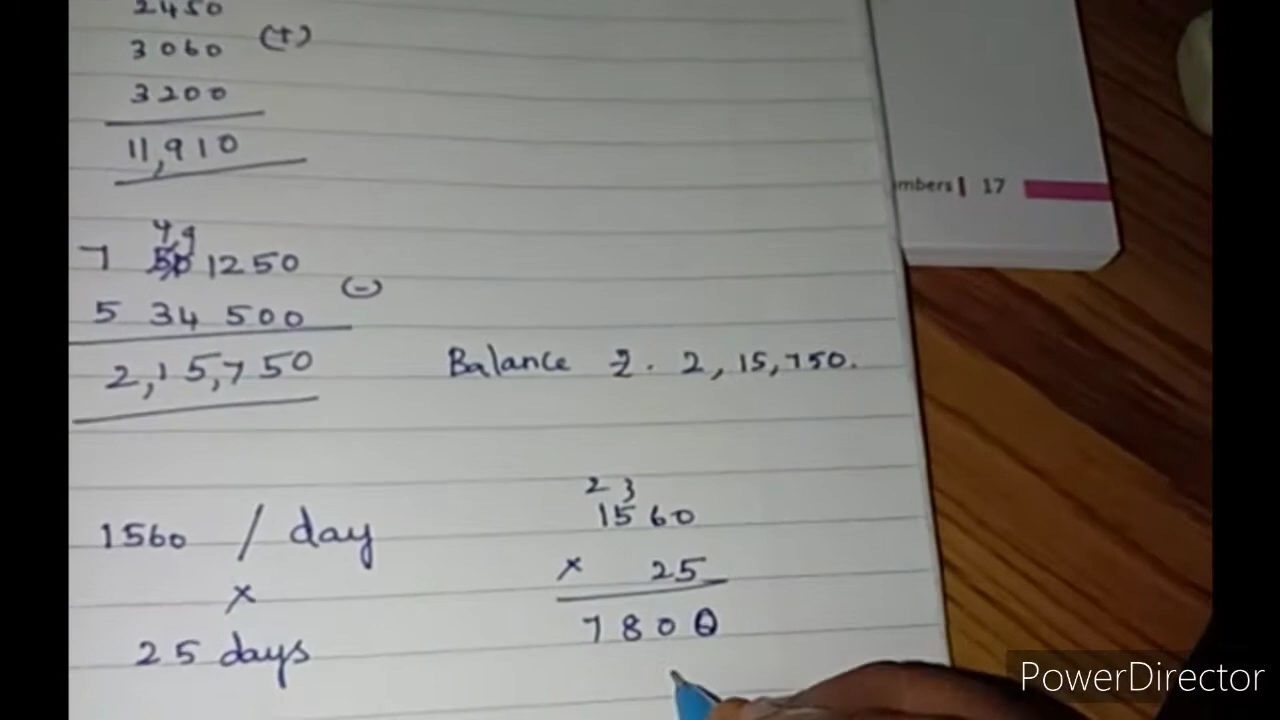 2450
3060 (+)
3200
11,910
mbers | 17
4 9
7 50 1250
5 34 500 (-)
2,15,750 Balance ₹. 2,15,750.
2 3
1560 / day 1560
× × 25
25 days 7800
PowerDirector